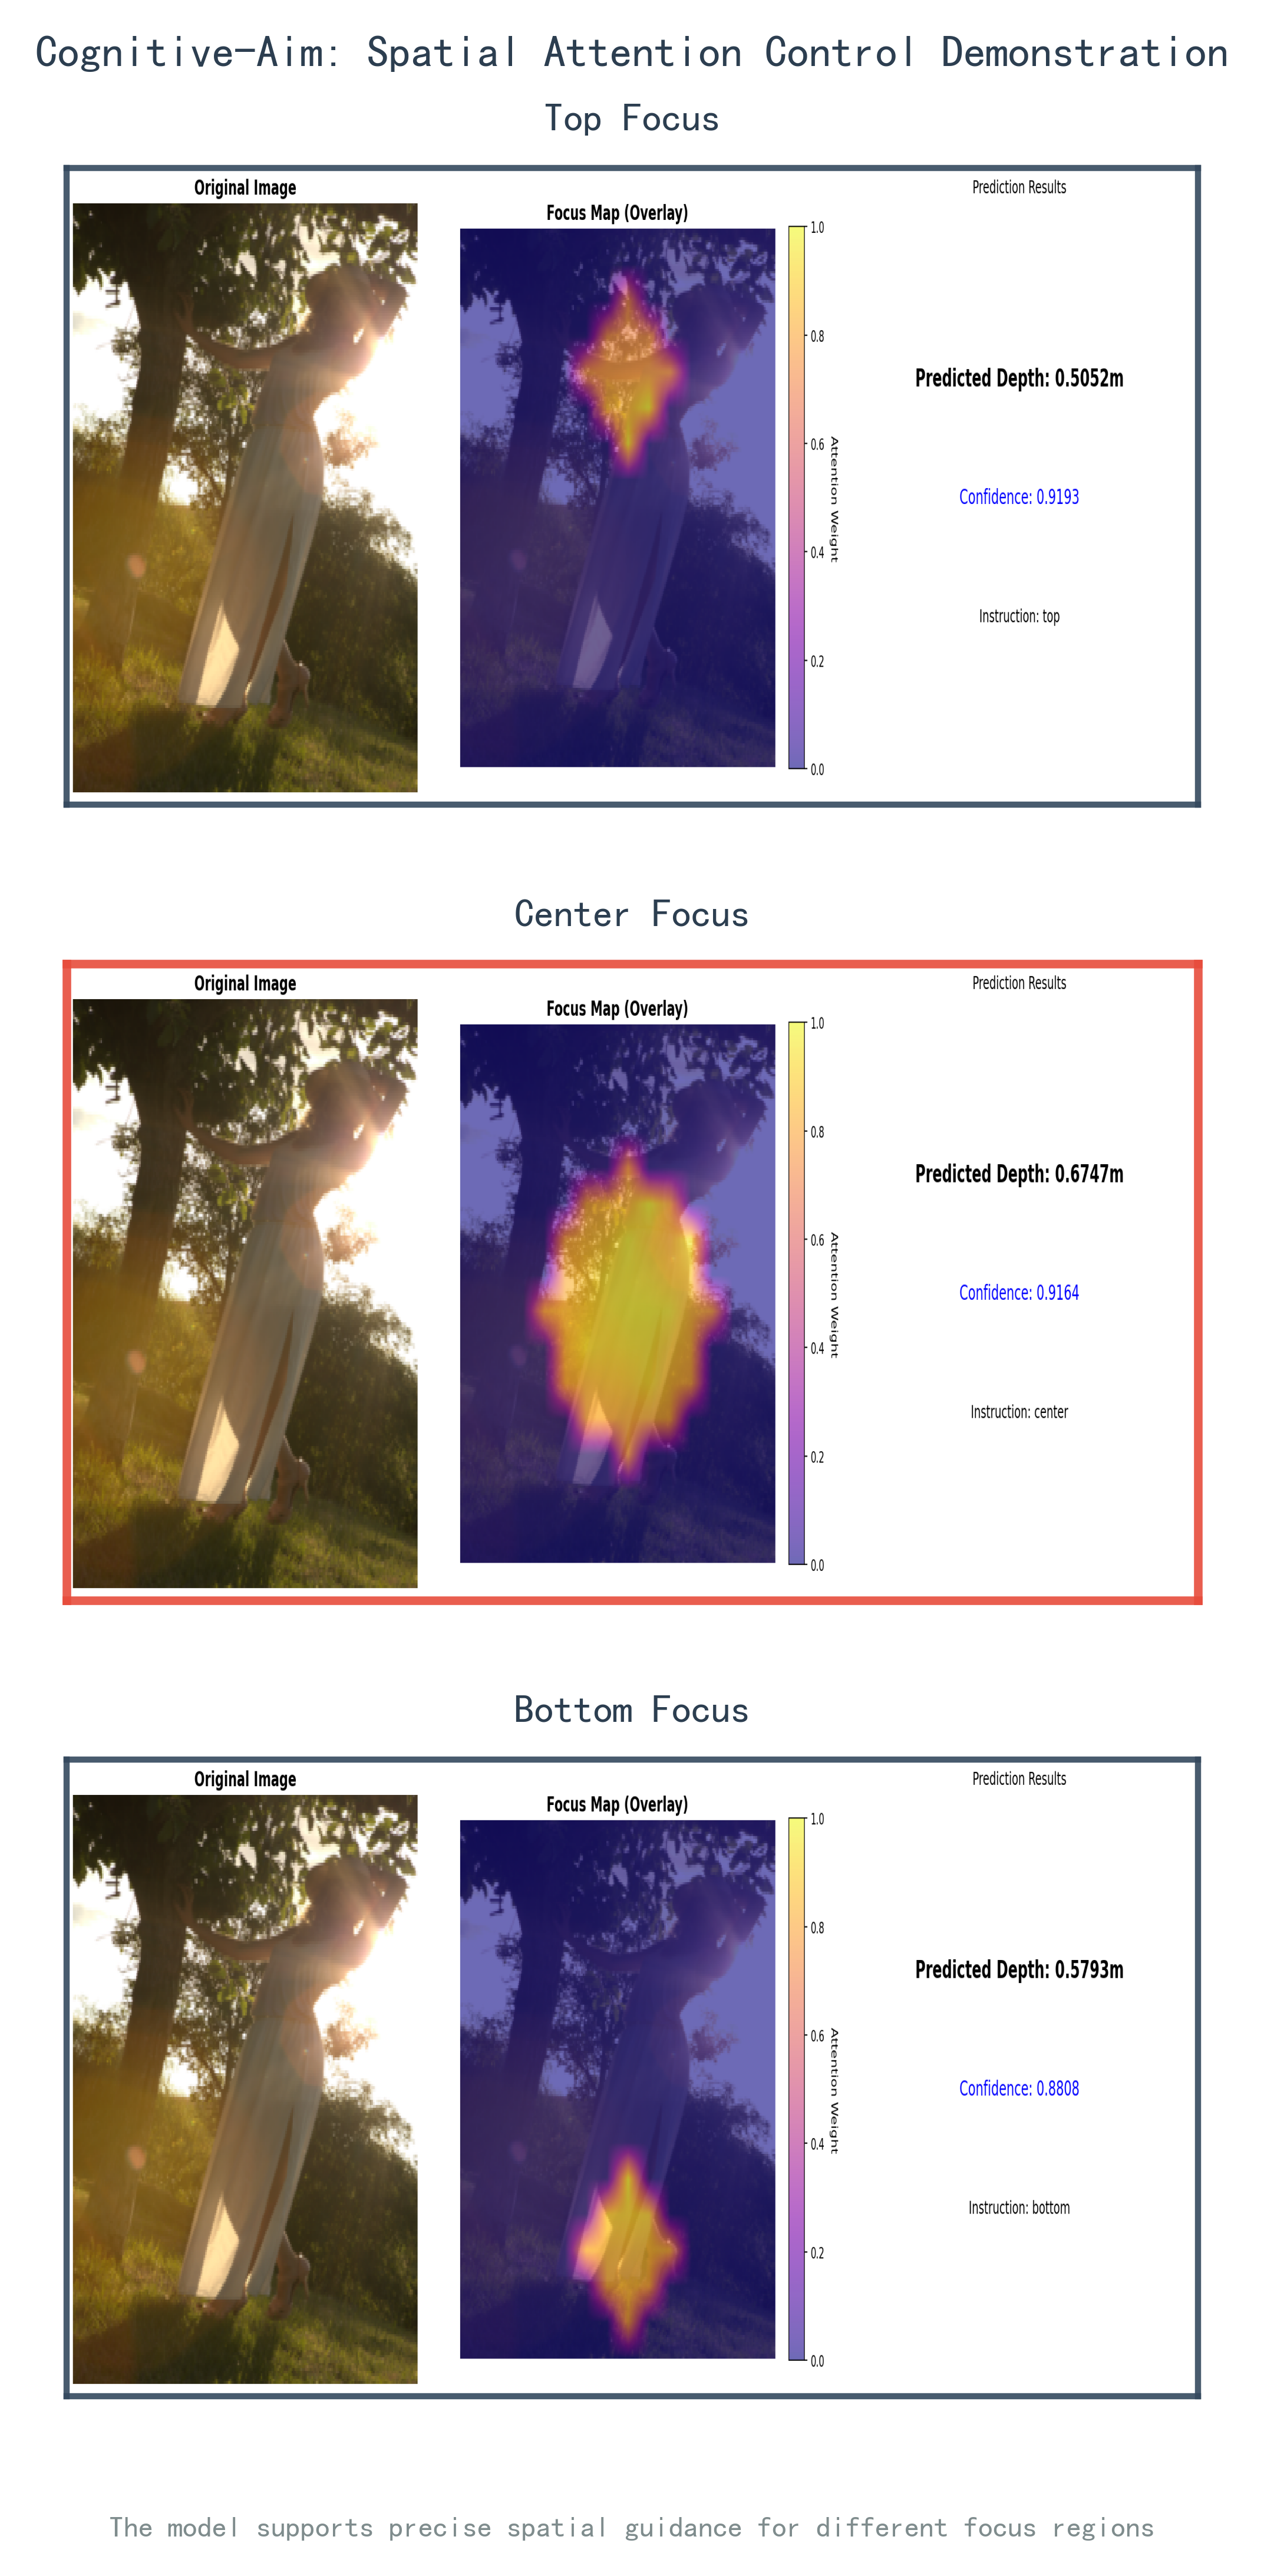 Cognitive-Aim: Spatial Attention Control Demonstration
Top Focus
Original Image
Focus Map (Overlay)
Prediction Results
1.0
0.8
0.6
0.4
0.2
0.0
Attention Weight
Predicted Depth: 0.5052m
Confidence: 0.9193
Instruction: top
Center Focus
Original Image
Focus Map (Overlay)
Prediction Results
1.0
0.8
0.6
0.4
0.2
0.0
Attention Weight
Predicted Depth: 0.6747m
Confidence: 0.9164
Instruction: center
Bottom Focus
Original Image
Focus Map (Overlay)
Prediction Results
1.0
0.8
0.6
0.4
0.2
0.0
Attention Weight
Predicted Depth: 0.5793m
Confidence: 0.8808
Instruction: bottom
The model supports precise spatial guidance for different focus regions